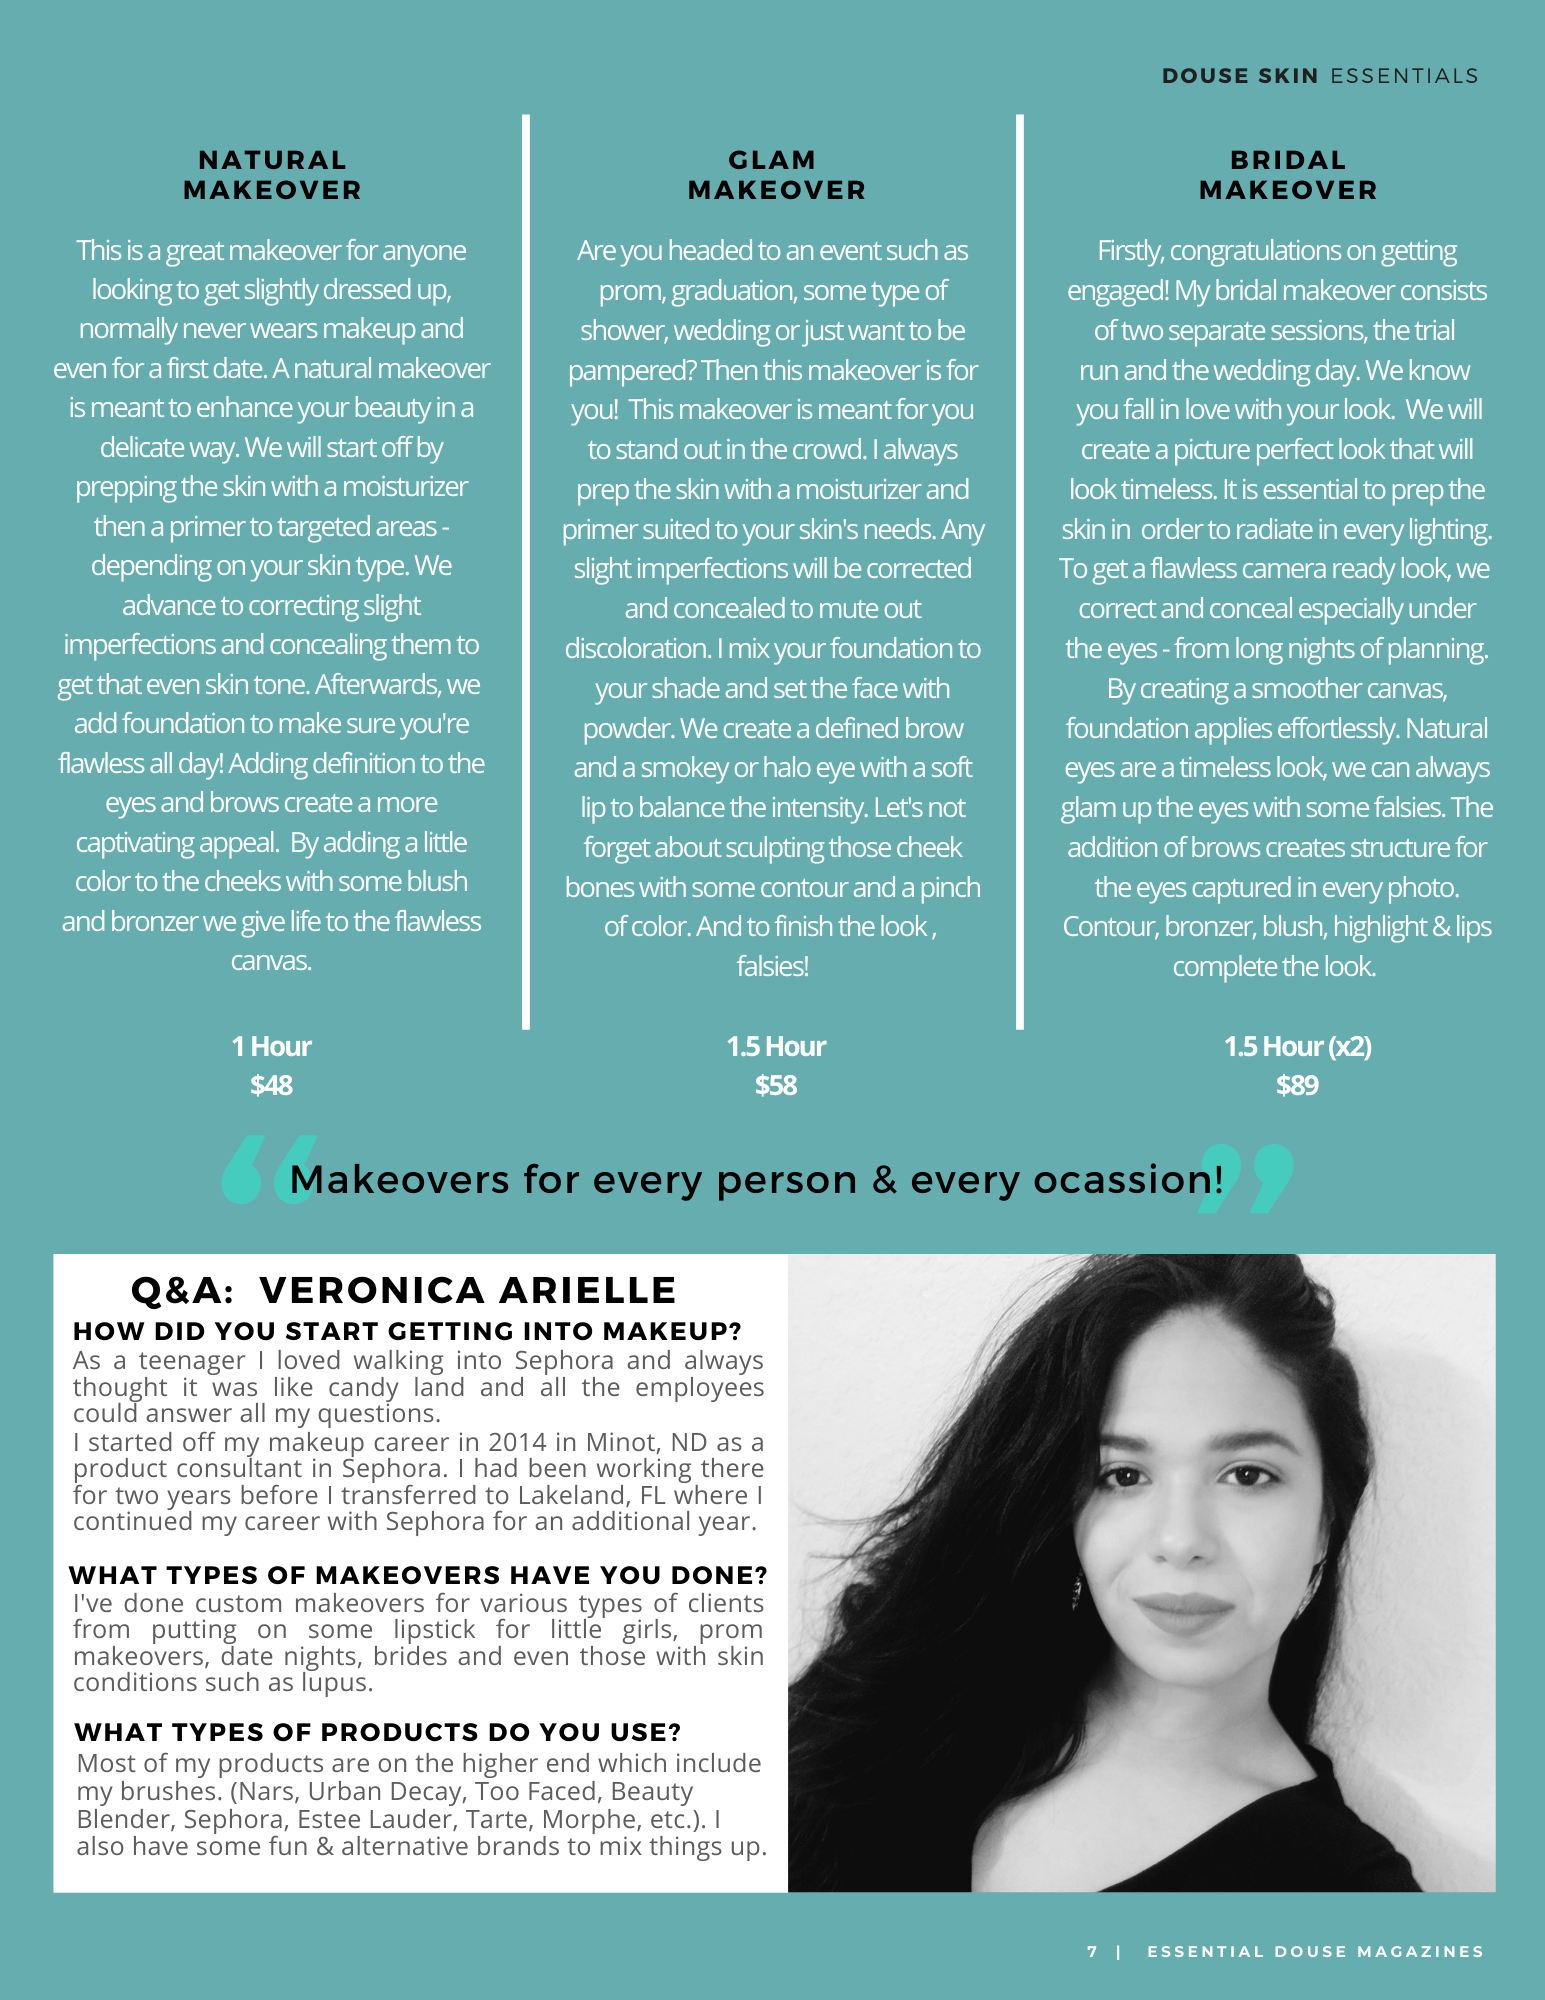 DOUSE SKIN ESSENTIALS
NATURAL
MAKEOVER
This is a great makeover for anyone
looking to get slightly dressed up,
normally never wears makeup and
even for a first date. A natural makeover
is meant to enhance your beauty in a
delicate way. We will start off by
prepping the skin with a moisturizer
then a primer to targeted areas -
depending on your skin type. We
advance to correcting slight
imperfections and concealing them to
get that even skin tone. Afterwards, we
add foundation to make sure you're
flawless all day! Adding definition to the
eyes and brows create a more
captivating appeal.  By adding a little
color to the cheeks with some blush
and bronzer we give life to the flawless
canvas.
1 Hour
$48
GLAM
MAKEOVER
Are you headed to an event such as
prom, graduation, some type of
shower, wedding or just want to be
pampered? Then this makeover is for
you!  This makeover is meant for you
to stand out in the crowd. I always
prep the skin with a moisturizer and
primer suited to your skin's needs. Any
slight imperfections will be corrected
and concealed to mute out
discoloration. I mix your foundation to
your shade and set the face with
powder. We create a defined brow
and a smokey or halo eye with a soft
lip to balance the intensity. Let's not
forget about sculpting those cheek
bones with some contour and a pinch
of color. And to finish the look ,
falsies!
1.5 Hour
$58
BRIDAL
MAKEOVER
Firstly, congratulations on getting
engaged! My bridal makeover consists
of two separate sessions, the trial
run and the wedding day. We know
you fall in love with your look.  We will
create a picture perfect look that will
look timeless. It is essential to prep the
skin in  order to radiate in every lighting.
To get a flawless camera ready look, we
correct and conceal especially under
the eyes - from long nights of planning.
By creating a smoother canvas,
foundation applies effortlessly. Natural
eyes are a timeless look, we can always
glam up the eyes with some falsies. The
addition of brows creates structure for
the eyes captured in every photo.
Contour, bronzer, blush, highlight & lips
complete the look.
1.5 Hour (x2)
$89
“Makeovers for every person & every ocassion!”
Q&A:  VERONICA ARIELLE
HOW DID YOU START GETTING INTO MAKEUP?
As a teenager I loved walking into Sephora and always
thought it was like candy land and all the employees
could answer all my questions.
I started off my makeup career in 2014 in Minot, ND as a
product consultant in Sephora. I had been working there
for two years before I transferred to Lakeland, FL where I
continued my career with Sephora for an additional year.
WHAT TYPES OF MAKEOVERS HAVE YOU DONE?
I've done custom makeovers for various types of clients
from putting on some lipstick for little girls, prom
makeovers, date nights, brides and even those with skin
conditions such as lupus.
WHAT TYPES OF PRODUCTS DO YOU USE?
Most of my products are on the higher end which include
my brushes. (Nars, Urban Decay, Too Faced, Beauty
Blender, Sephora, Estee Lauder, Tarte, Morphe, etc.). I
also have some fun & alternative brands to mix things up.
7 | ESSENTIAL DOUSE MAGAZINES